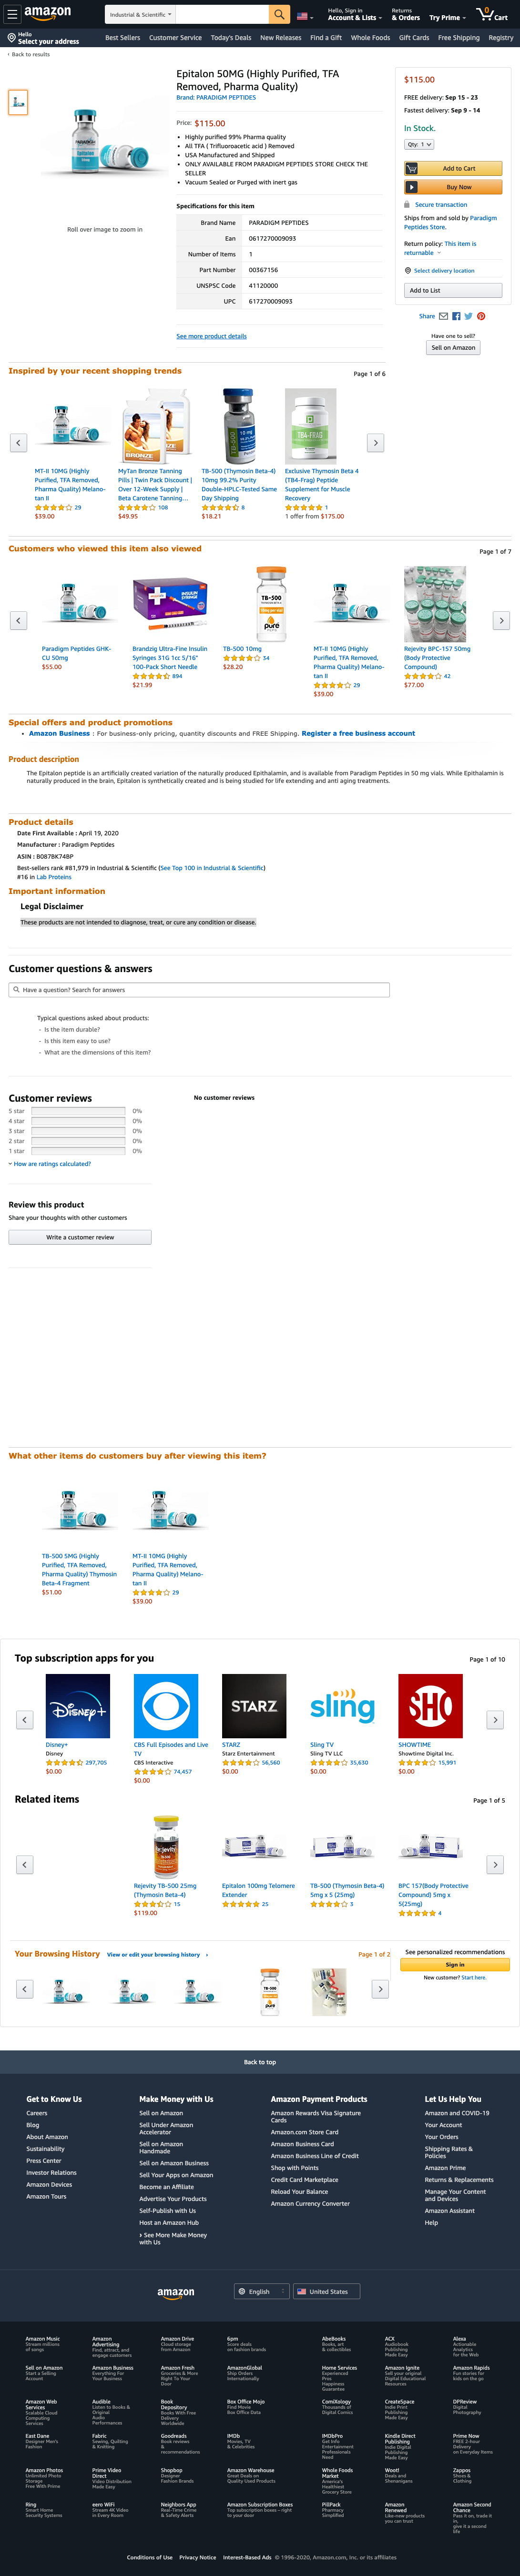 amazon
Industrial & Scientific
Hello, Sign in
Account & Lists
Returns
& Orders
Try Prime
0
Cart
Hello
Select your address
Best Sellers
Customer Service
Today's Deals
New Releases
Find a Gift
Whole Foods
Gift Cards
Free Shipping
Registry
‹ Back to results
Roll over image to zoom in
Epitalon 50MG (Highly Purified, TFA
Removed, Pharma Quality)
Brand: PARADIGM PEPTIDES
Price: $115.00
• Highly purified 99% Pharma quality
• All TFA ( Trifluoroacetic acid ) Removed
• USA Manufactured and Shipped
• ONLY AVAILABLE FROM PARADIGM PEPTIDES STORE CHECK THE
SELLER
• Vacuum Sealed or Purged with inert gas
Specifications for this item
Brand Name PARADIGM PEPTIDES
Ean 0617270009093
Number of Items 1
Part Number 00367156
UNSPSC Code 41120000
UPC 617270009093
See more product details
$115.00
FREE delivery: Sep 15 - 23
Fastest delivery: Sep 9 - 14
In Stock.
Qty: 1
Add to Cart
Buy Now
Secure transaction
Ships from and sold by Paradigm
Peptides Store.
Return policy: This item is
returnable
Select delivery location
Add to List
Share
Have one to sell?
Sell on Amazon
Inspired by your recent shopping trends
Page 1 of 6
MT-II 10MG (Highly
Purified, TFA Removed,
Pharma Quality) Melano-
tan II
29
$39.00
MyTan Bronze Tanning
Pills | Twin Pack Discount |
Over 12-Week Supply |
Beta Carotene Tanning…
108
$49.95
TB-500 (Thymosin Beta-4)
10mg 99.2% Purity
Double-HPLC-Tested Same
Day Shipping
8
$18.21
Exclusive Thymosin Beta 4
(TB4-Frag) Peptide
Supplement for Muscle
Recovery
1
1 offer from $175.00
Customers who viewed this item also viewed
Page 1 of 7
Paradigm Peptides GHK-
CU 50mg
$55.00
Brandzig Ultra-Fine Insulin
Syringes 31G 1cc 5/16"
100-Pack Short Needle
894
$21.99
TB-500 10mg
34
$28.20
MT-II 10MG (Highly
Purified, TFA Removed,
Pharma Quality) Melano-
tan II
29
$39.00
Rejevity BPC-157 50mg
(Body Protective
Compound)
42
$77.00
Special offers and product promotions
• Amazon Business : For business-only pricing, quantity discounts and FREE Shipping. Register a free business account
Product description
The Epitalon peptide is an artificially created variation of the naturally produced Epithalamin, and is available from Paradigm Peptides in 50 mg vials. While Epithalamin is
naturally produced in the brain, Epitalon is synthetically created and is being studied for life extending and anti aging treatments.
Product details
Date First Available : April 19, 2020
Manufacturer : Paradigm Peptides
ASIN : B087BK74BP
Best-sellers rank #81,979 in Industrial & Scientific (See Top 100 in Industrial & Scientific)
#16 in Lab Proteins
Important information
Legal Disclaimer
These products are not intended to diagnose, treat, or cure any condition or disease.
Customer questions & answers
Have a question? Search for answers
Typical questions asked about products:
- Is the item durable?
- Is this item easy to use?
- What are the dimensions of this item?
Customer reviews
No customer reviews
5 star 0%
4 star 0%
3 star 0%
2 star 0%
1 star 0%
How are ratings calculated?
Review this product
Share your thoughts with other customers
Write a customer review
What other items do customers buy after viewing this item?
TB-500 5MG (Highly
Purified, TFA Removed,
Pharma Quality) Thymosin
Beta-4 Fragment
$51.00
MT-II 10MG (Highly
Purified, TFA Removed,
Pharma Quality) Melano-
tan II
29
$39.00
Top subscription apps for you
Page 1 of 10
Disney+
Disney
297,705
$0.00
CBS Full Episodes and Live
TV
CBS Interactive
74,457
$0.00
STARZ
STARZ
Starz Entertainment
56,560
$0.00
sling
Sling TV
Sling TV LLC
35,630
$0.00
SHO
SHOWTIME
Showtime Digital Inc.
15,991
$0.00
Related items
Page 1 of 5
Rejevity TB-500 25mg
(Thymosin Beta-4)
15
$119.00
Epitalon 100mg Telomere
Extender
25
TB-500 (Thymosin Beta-4)
5mg x 5 (25mg)
3
BPC 157(Body Protective
Compound) 5mg x
5(25mg)
4
Your Browsing History
View or edit your browsing history ›
Page 1 of 2
See personalized recommendations
Sign in
New customer? Start here.
Back to top
Get to Know Us
Careers
Blog
About Amazon
Sustainability
Press Center
Investor Relations
Amazon Devices
Amazon Tours
Make Money with Us
Sell on Amazon
Sell Under Amazon
Accelerator
Sell on Amazon
Handmade
Sell on Amazon Business
Sell Your Apps on Amazon
Become an Affiliate
Advertise Your Products
Self-Publish with Us
Host an Amazon Hub
› See More Make Money
with Us
Amazon Payment Products
Amazon Rewards Visa Signature
Cards
Amazon.com Store Card
Amazon Business Card
Amazon Business Line of Credit
Shop with Points
Credit Card Marketplace
Reload Your Balance
Amazon Currency Converter
Let Us Help You
Amazon and COVID-19
Your Account
Your Orders
Shipping Rates &
Policies
Amazon Prime
Returns & Replacements
Manage Your Content
and Devices
Amazon Assistant
Help
amazon
English
United States
Amazon Music
Stream millions
of songs
Amazon
Advertising
Find, attract, and
engage customers
Amazon Drive
Cloud storage
from Amazon
6pm
Score deals
on fashion brands
AbeBooks
Books, art
& collectibles
ACX
Audiobook
Publishing
Made Easy
Alexa
Actionable
Analytics
for the Web
Sell on Amazon
Start a Selling
Account
Amazon Business
Everything For
Your Business
Amazon Fresh
Groceries & More
Right To Your
Door
AmazonGlobal
Ship Orders
Internationally
Home Services
Experienced
Pros
Happiness
Guarantee
Amazon Ignite
Sell your original
Digital Educational
Resources
Amazon Rapids
Fun stories for
kids on the go
Amazon Web
Services
Scalable Cloud
Computing
Services
Audible
Listen to Books &
Original
Audio
Performances
Book
Depository
Books With Free
Delivery
Worldwide
Box Office Mojo
Find Movie
Box Office Data
ComiXology
Thousands of
Digital Comics
CreateSpace
Indie Print
Publishing
Made Easy
DPReview
Digital
Photography
East Dane
Designer Men's
Fashion
Fabric
Sewing, Quilting
& Knitting
Goodreads
Book reviews
&
recommendations
IMDb
Movies, TV
& Celebrities
IMDbPro
Get Info
Entertainment
Professionals
Need
Kindle Direct
Publishing
Indie Digital
Publishing
Made Easy
Prime Now
FREE 2-hour
Delivery
on Everyday Items
Amazon Photos
Unlimited Photo
Storage
Free With Prime
Prime Video
Direct
Video Distribution
Made Easy
Shopbop
Designer
Fashion Brands
Amazon Warehouse
Great Deals on
Quality Used Products
Whole Foods
Market
America's
Healthiest
Grocery Store
Woot!
Deals and
Shenanigans
Zappos
Shoes &
Clothing
Ring
Smart Home
Security Systems
eero WiFi
Stream 4K Video
in Every Room
Neighbors App
Real-Time Crime
& Safety Alerts
Amazon Subscription Boxes
Top subscription boxes – right
to your door
PillPack
Pharmacy
Simplified
Amazon
Renewed
Like-new products
you can trust
Amazon Second
Chance
Pass it on, trade it
in,
give it a second
life
Conditions of Use
Privacy Notice
Interest-Based Ads
© 1996-2020, Amazon.com, Inc. or its affiliates